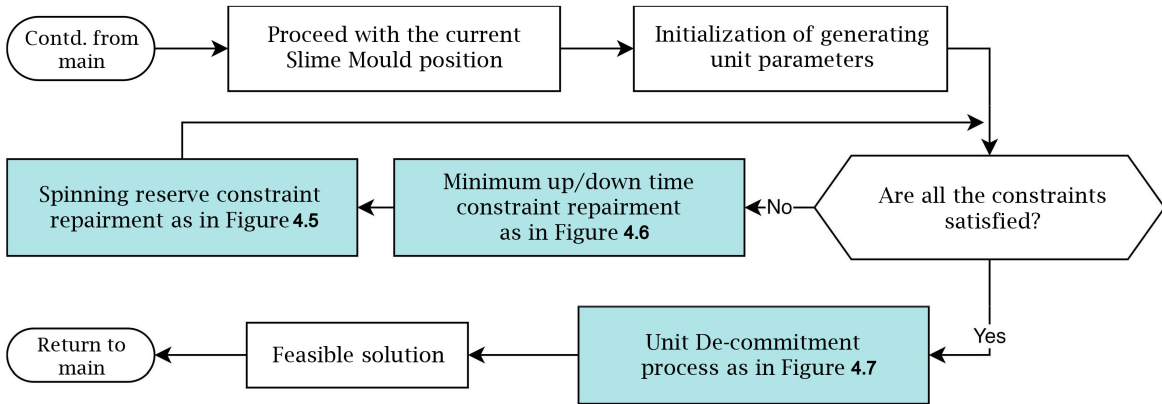 Contd. from
main
Proceed with the current
Slime Mould position
Initialization of generating
unit parameters
Are all the constraints
satisfied?
No
Minimum up/down time
constraint repairment
as in Figure 4.6
Spinning reserve constraint
repairment as in Figure 4.5
Yes
Unit De-commitment
process as in Figure 4.7
Feasible solution
Return to
main